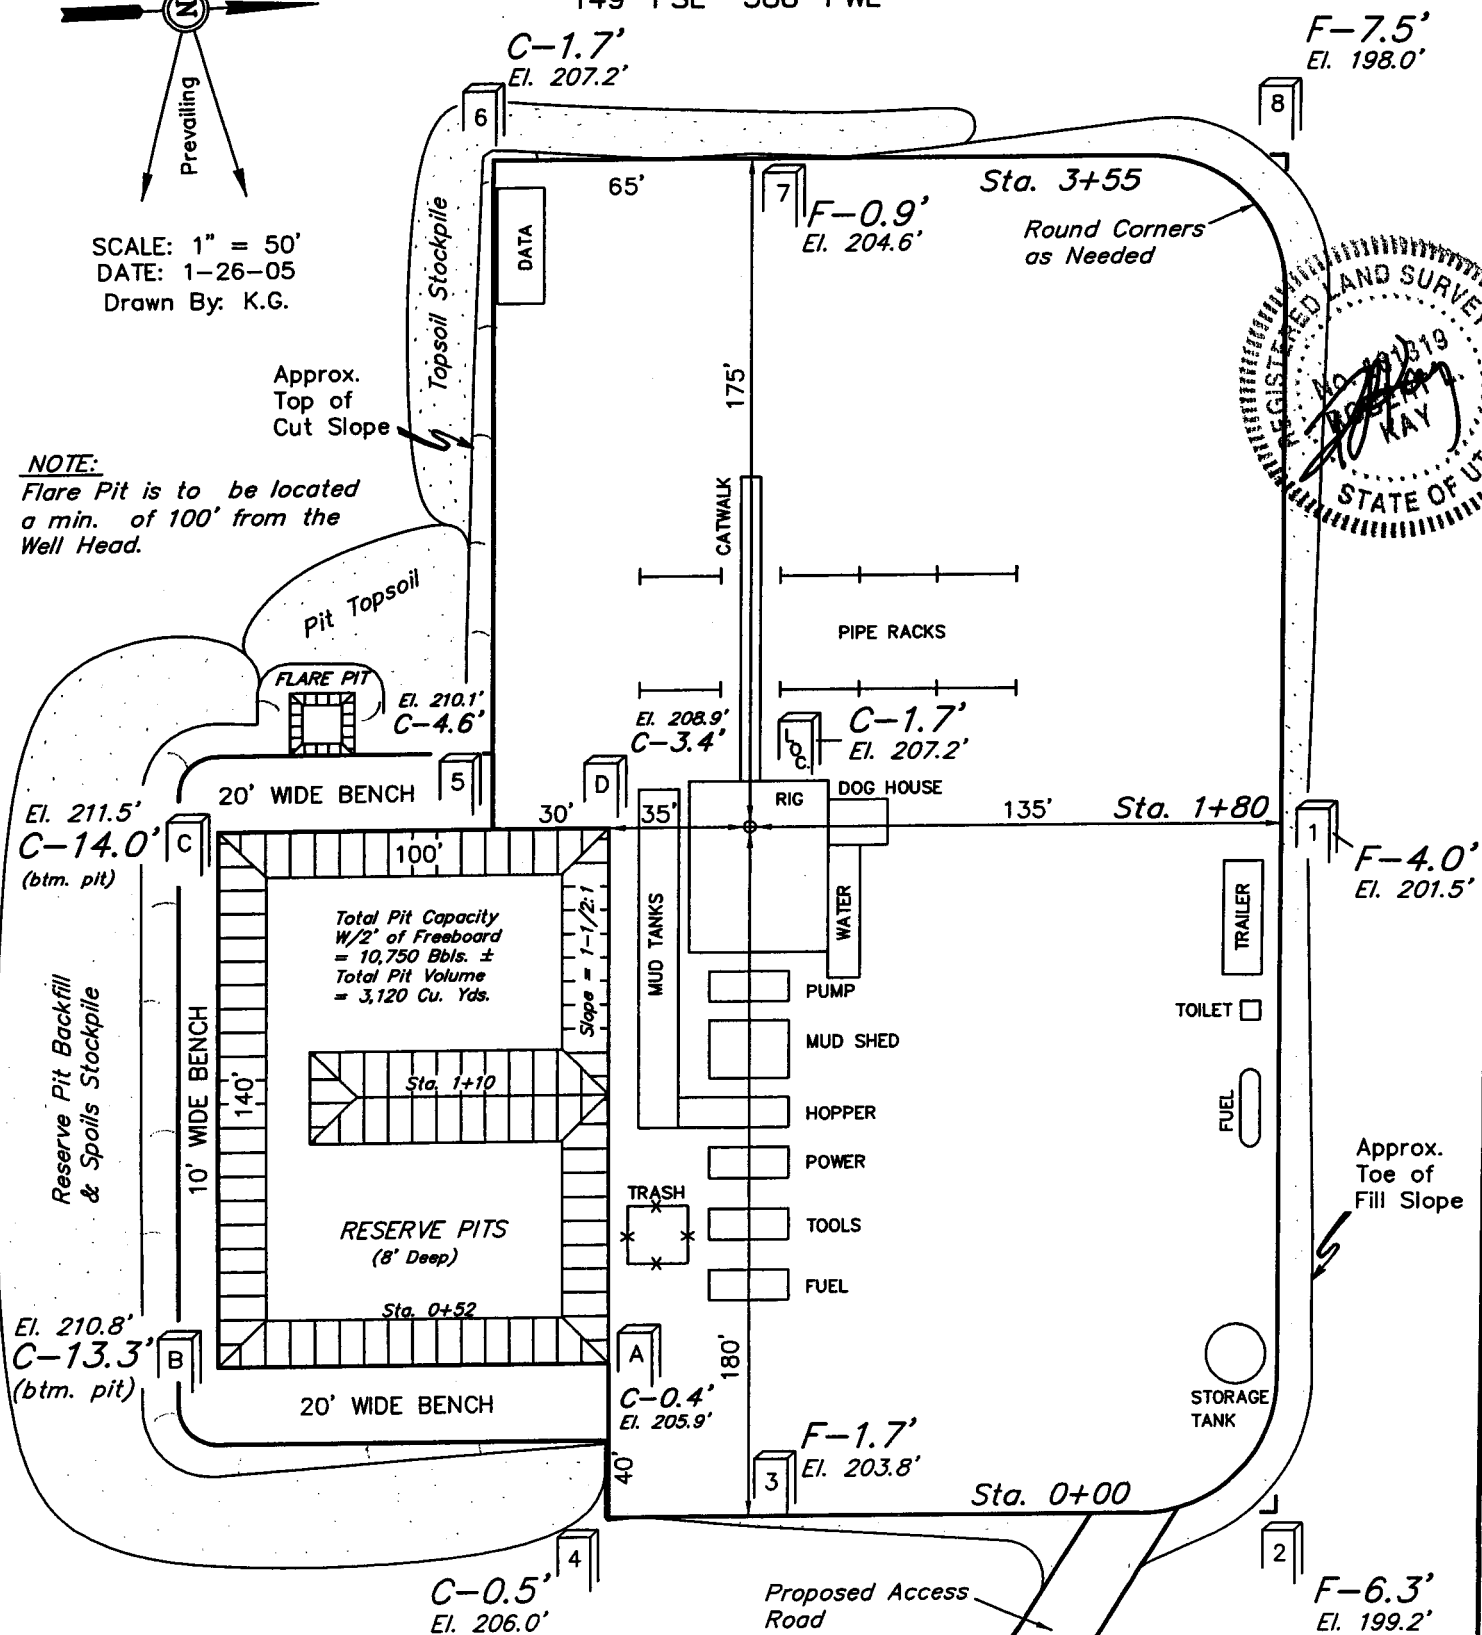 N
Prevailing
SCALE: 1" = 50'
DATE: 1-26-05
Drawn By: K.G.
C-1.7'
El. 207.2'
6
F-7.5'
El. 198.0'
8
65'
7
F-0.9'
El. 204.6'
Sta. 3+55
Round Corners
as Needed
DATA
Topsoil Stockpile
Approx.
Top of
Cut Slope
175'
REGISTERED LAND SURVEY
KAY
STATE OF UT
NOTE:
Flare Pit is to be located
a min. of 100' from the
Well Head.
CATWALK
Pit Topsoil
PIPE RACKS
FLARE PIT
El. 210.1'
C-4.6'
5
El. 208.9'
C-3.4'
D
LOC.
C-1.7'
El. 207.2'
20' WIDE BENCH
30'
35'
RIG
DOG HOUSE
135'
Sta. 1+80
1
F-4.0'
El. 201.5'
El. 211.5'
C-14.0'
(btm. pit)
C
100'
Total Pit Capacity
W/2' of Freeboard
= 10,750 Bbls. ±
Total Pit Volume
= 3,120 Cu. Yds.
Slope = 1-1/2:1
MUD TANKS
WATER
TRAILER
PUMP
TOILET
MUD SHED
Reserve Pit Backfill
& Spoils Stockpile
10' WIDE BENCH
140'
Sta. 1+10
HOPPER
FUEL
POWER
Approx.
Toe of
Fill Slope
TRASH
TOOLS
RESERVE PITS
(8' Deep)
FUEL
Sta. 0+52
El. 210.8'
C-13.3'
(btm. pit)
B
A
C-0.4'
El. 205.9'
180'
STORAGE
TANK
20' WIDE BENCH
40'
3
F-1.7'
El. 203.8'
Sta. 0+00
4
C-0.5'
El. 206.0'
Proposed Access
Road
2
F-6.3'
El. 199.2'